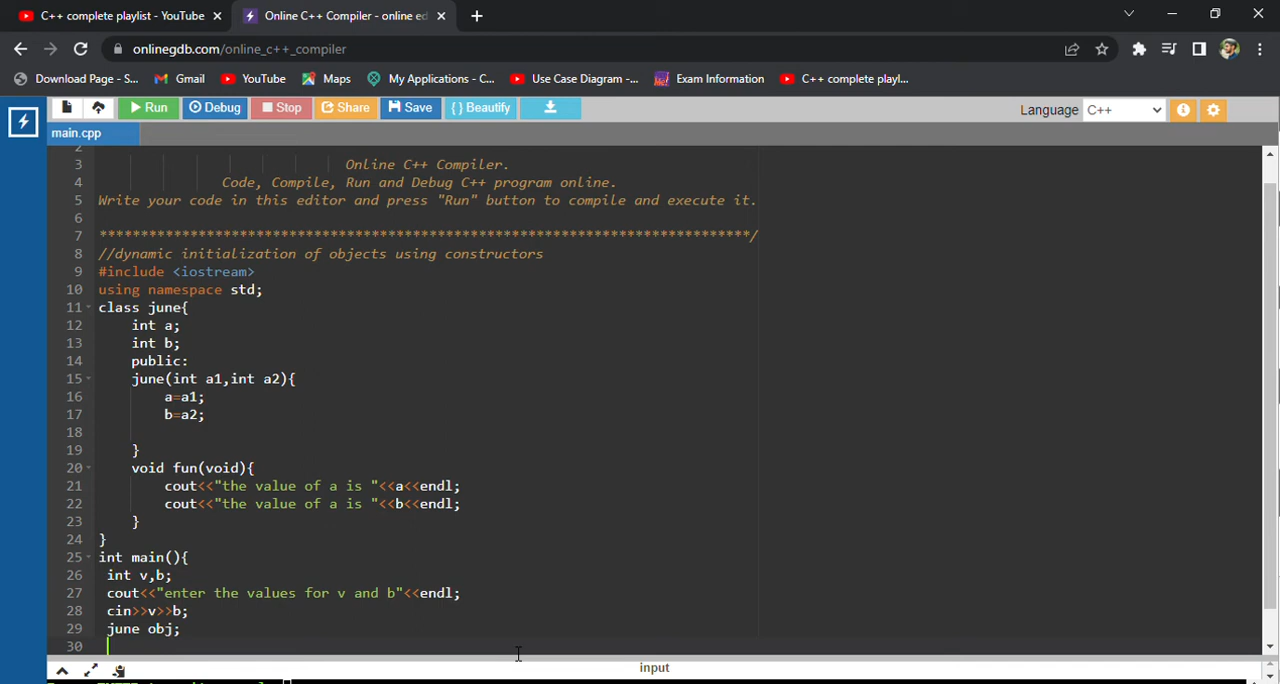 C++ complete playlist - YouTube
Online C++ Compiler - online ed
onlinegdb.com/online_c++_compiler
Download Page - S...
Gmail
YouTube
Maps
My Applications - C...
Use Case Diagram -...
Exam Information
C++ complete playl...
Run
Debug
Stop
Share
Save
{} Beautify
Language C++
main.cpp
2
3 Online C++ Compiler.
4 Code, Compile, Run and Debug C++ program online.
5 Write your code in this editor and press "Run" button to compile and execute it.
6
7 *******************************************************************************/
8 //dynamic initialization of objects using constructors
9 #include <iostream>
10 using namespace std;
11 class june{
12 int a;
13 int b;
14 public:
15 june(int a1,int a2){
16 a=a1;
17 b=a2;
18
19 }
20 void fun(void){
21 cout<<"the value of a is "<<a<<endl;
22 cout<<"the value of a is "<<b<<endl;
23 }
24 }
25 int main(){
26 int v,b;
27 cout<<"enter the values for v and b"<<endl;
28 cin>>v>>b;
29 june obj;
30
input